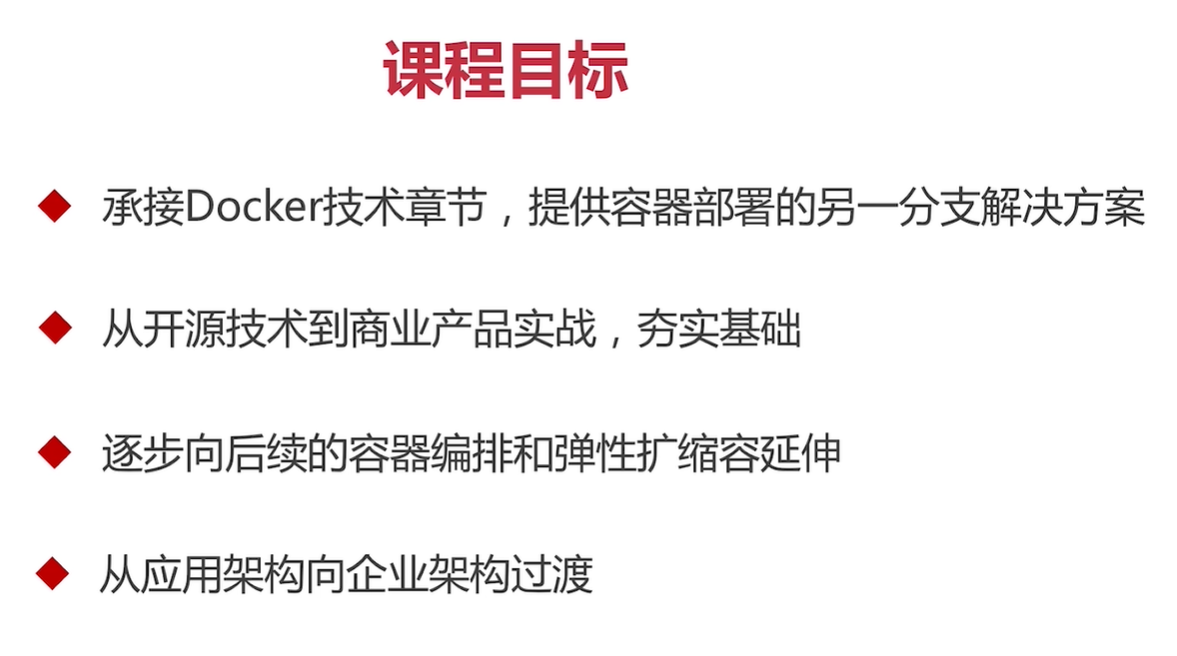 课程目标
承接Docker技术章节，提供容器部署的另一分支解决方案
从开源技术到商业产品实战，夯实基础
逐步向后续的容器编排和弹性扩缩容延伸
从应用架构向企业架构过渡